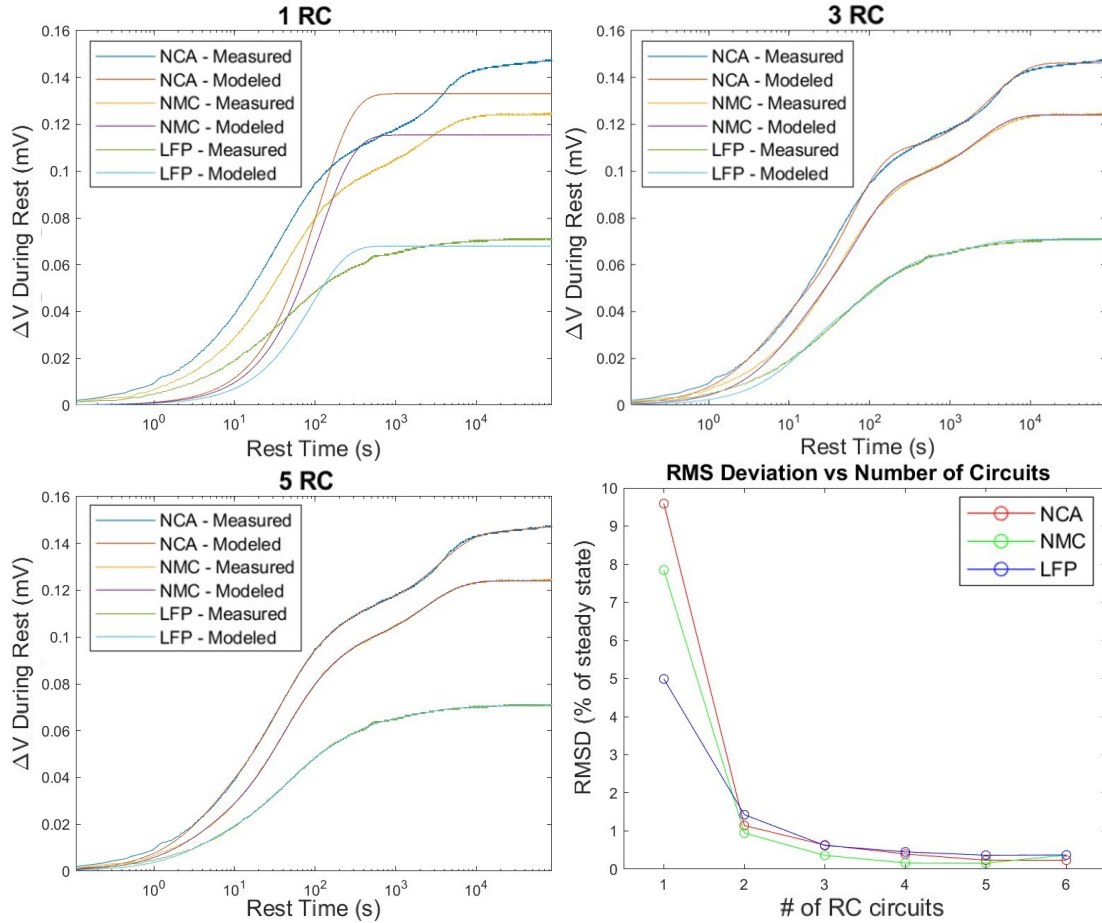 1 RC
0.16
0.14
0.12
0.1
0.08
0.06
0.04
0.02
0
ΔV During Rest (mV)
NCA - Measured
NCA - Modeled
NMC - Measured
NMC - Modeled
LFP - Measured
LFP - Modeled
10^0 10^1 10^2 10^3 10^4
Rest Time (s)
3 RC
0.16
0.14
0.12
0.1
0.08
0.06
0.04
0.02
0
ΔV During Rest (mV)
NCA - Measured
NCA - Modeled
NMC - Measured
NMC - Modeled
LFP - Measured
LFP - Modeled
10^0 10^1 10^2 10^3 10^4
Rest Time (s)
5 RC
0.16
0.14
0.12
0.1
0.08
0.06
0.04
0.02
0
ΔV During Rest (mV)
NCA - Measured
NCA - Modeled
NMC - Measured
NMC - Modeled
LFP - Measured
LFP - Modeled
10^0 10^1 10^2 10^3 10^4
Rest Time (s)
RMS Deviation vs Number of Circuits
10
9
8
7
6
5
4
3
2
1
0
RMSD (% of steady state)
NCA
NMC
LFP
1 2 3 4 5 6
# of RC circuits